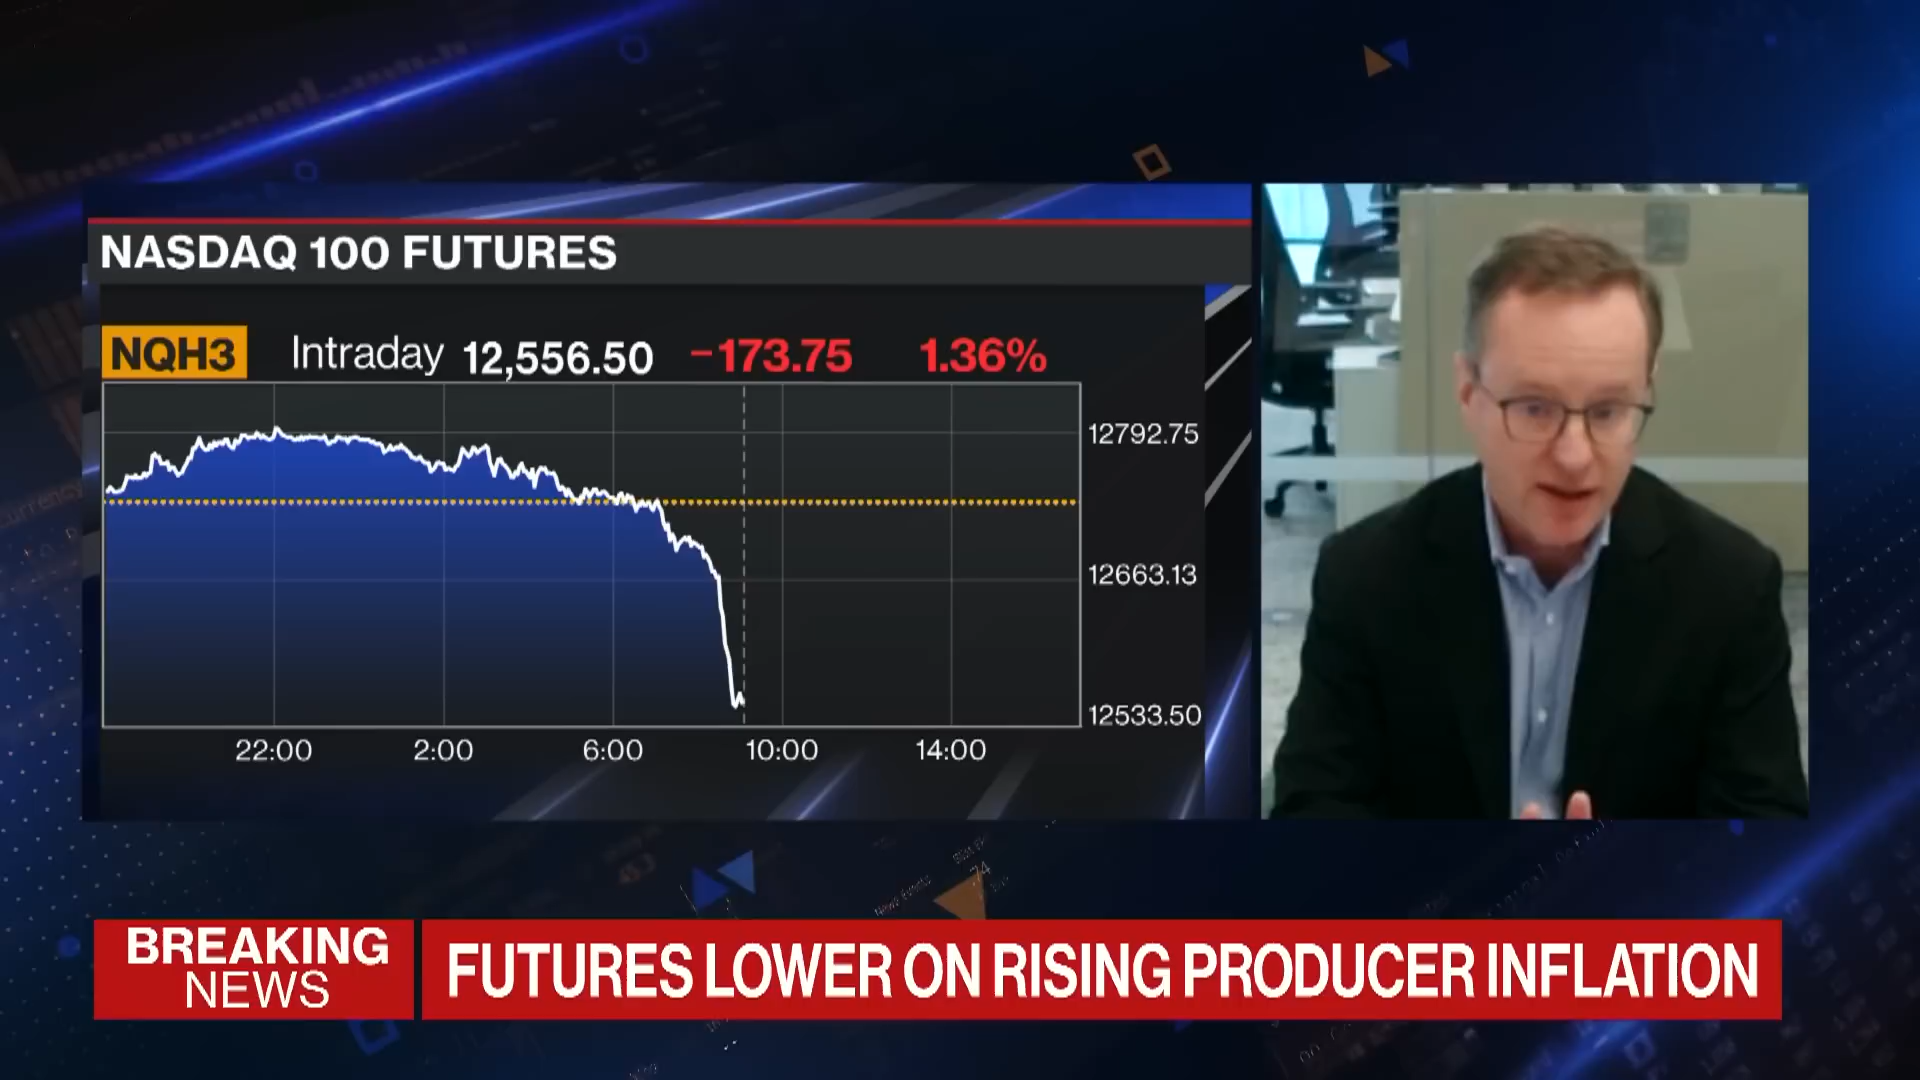 NASDAQ 100 FUTURES
NQH3 Intraday 12,556.50 -173.75 1.36%
12792.75
12663.13
12533.50
22:00 2:00 6:00 10:00 14:00
BREAKING
NEWS
FUTURES LOWER ON RISING PRODUCER INFLATION